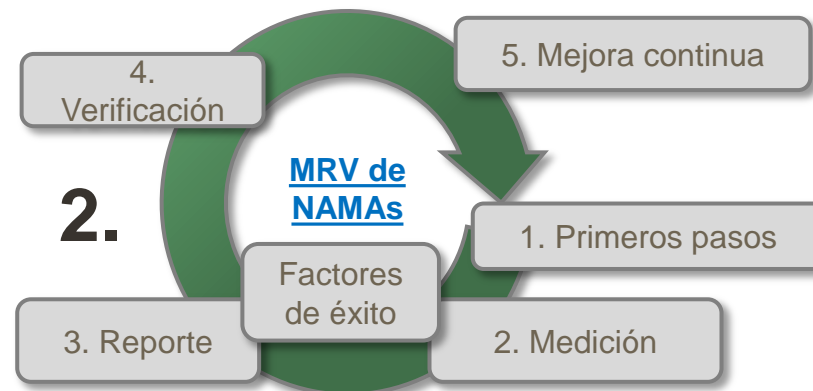 4.
Verificación
5. Mejora continua
MRV de
NAMAs
2.
1. Primeros pasos
Factores
de éxito
3. Reporte
2. Medición